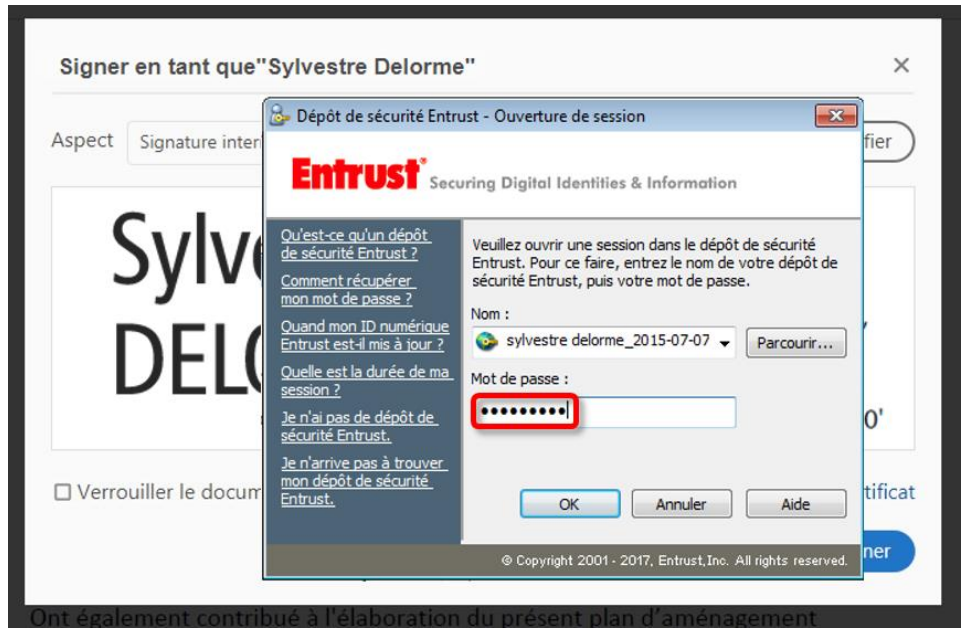 Signer en tant que"Sylvestre Delorme"
Dépôt de sécurité Entrust - Ouverture de session
Aspect
Entrust® Securing Digital Identities & Information
Qu'est-ce qu'un dépôt
de sécurité Entrust ?
Comment récupérer
mon mot de passe ?
Quand mon ID numérique
Entrust est-il mis à jour ?
Quelle est la durée de ma
session ?
Je n'ai pas de dépôt de
sécurité Entrust.
Je n'arrive pas à trouver
mon dépôt de sécurité
Entrust.
Veuillez ouvrir une session dans le dépôt de sécurité
Entrust. Pour ce faire, entrez le nom de votre dépôt de
sécurité Entrust, puis votre mot de passe.
Nom :
sylvestre delorme_2015-07-07
Parcourir...
Mot de passe :
•••••••••
OK
Annuler
Aide
© Copyright 2001 - 2017, Entrust,Inc. All rights reserved.
Signature inter
fier
Sylv
DELO
0'
Verrouiller le docum
tificat
ner
Ont également contribué à l'élaboration du présent plan d'aménagement